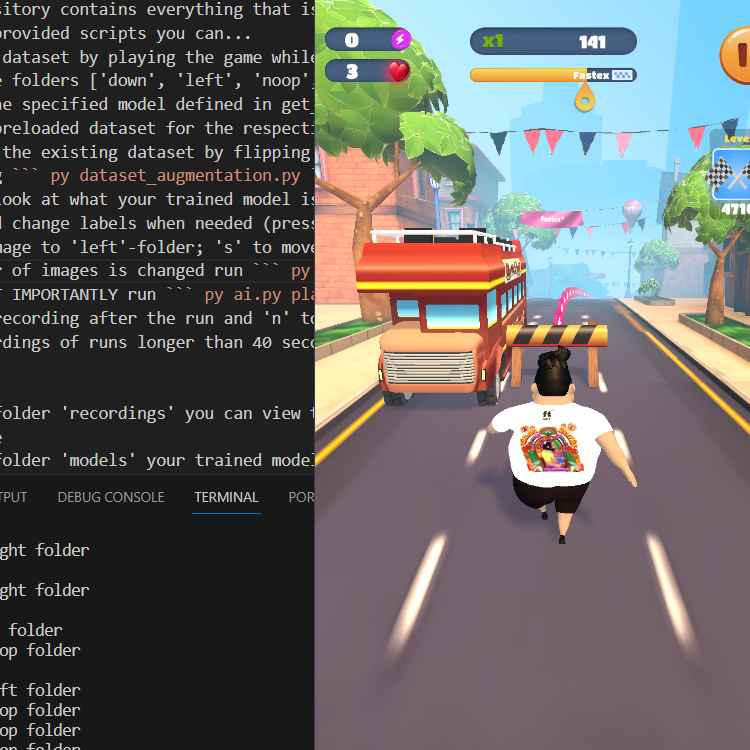 sitory contains everything that is
provided scripts you can...
dataset by playing the game while
e folders ['down', 'left', 'noop',
he specified model defined in get_
preloaded dataset for the respecti
the existing dataset by flipping
g ``` py dataset_augmentation.py
look at what your trained model is
d change labels when needed (press
mage to 'left'-folder; 's' to move
r of images is changed run ``` py
T IMPORTANTLY run ``` py ai.py pla
recording after the run and 'n' to
rdings of runs longer than 40 seco
folder 'recordings' you can view t
e
folder 'models' your trained model
TPUT DEBUG CONSOLE TERMINAL POR
ght folder
ght folder
folder
op folder
ft folder
op folder
op folder
op folder
0
3
x1 141
Fastex
Level
4710
Fastex